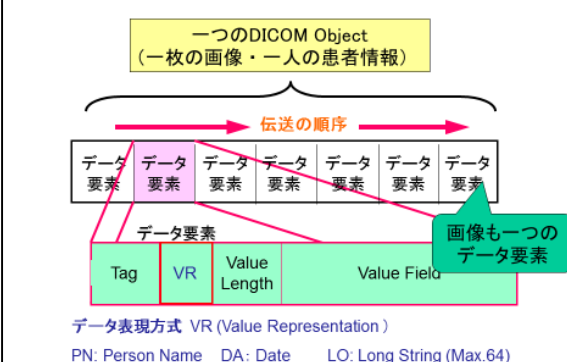 一つのDICOM Object
（一枚の画像・一人の患者情報）
伝送の順序
データ要素 データ要素 データ要素 データ要素 データ要素 データ要素 データ要素
画像も一つの
データ要素
データ要素
Tag VR Value Length Value Field
データ表現方式 VR (Value Representation )
PN: Person Name DA: Date LO: Long String (Max.64)